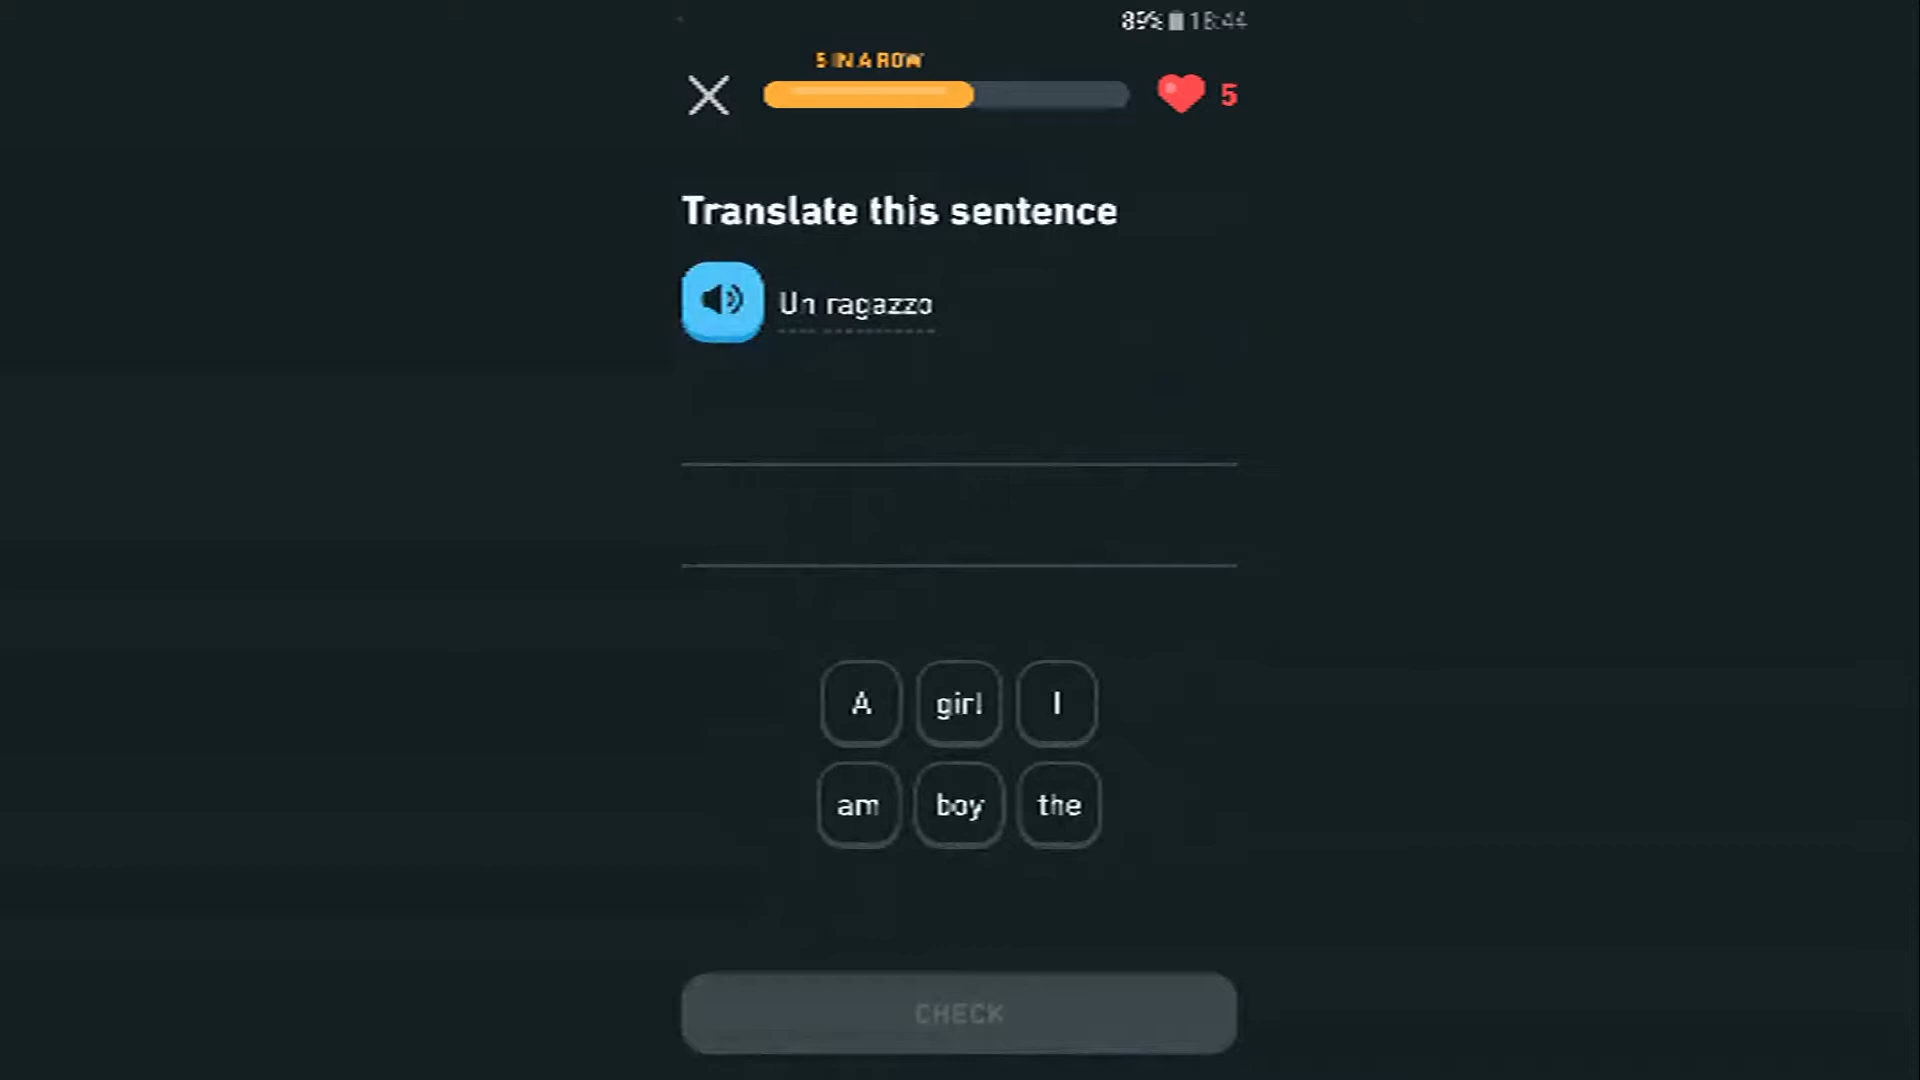 89% 18:44
5 IN A ROW
5
Translate this sentence
Un ragazzo
A girl I
am boy the
CHECK